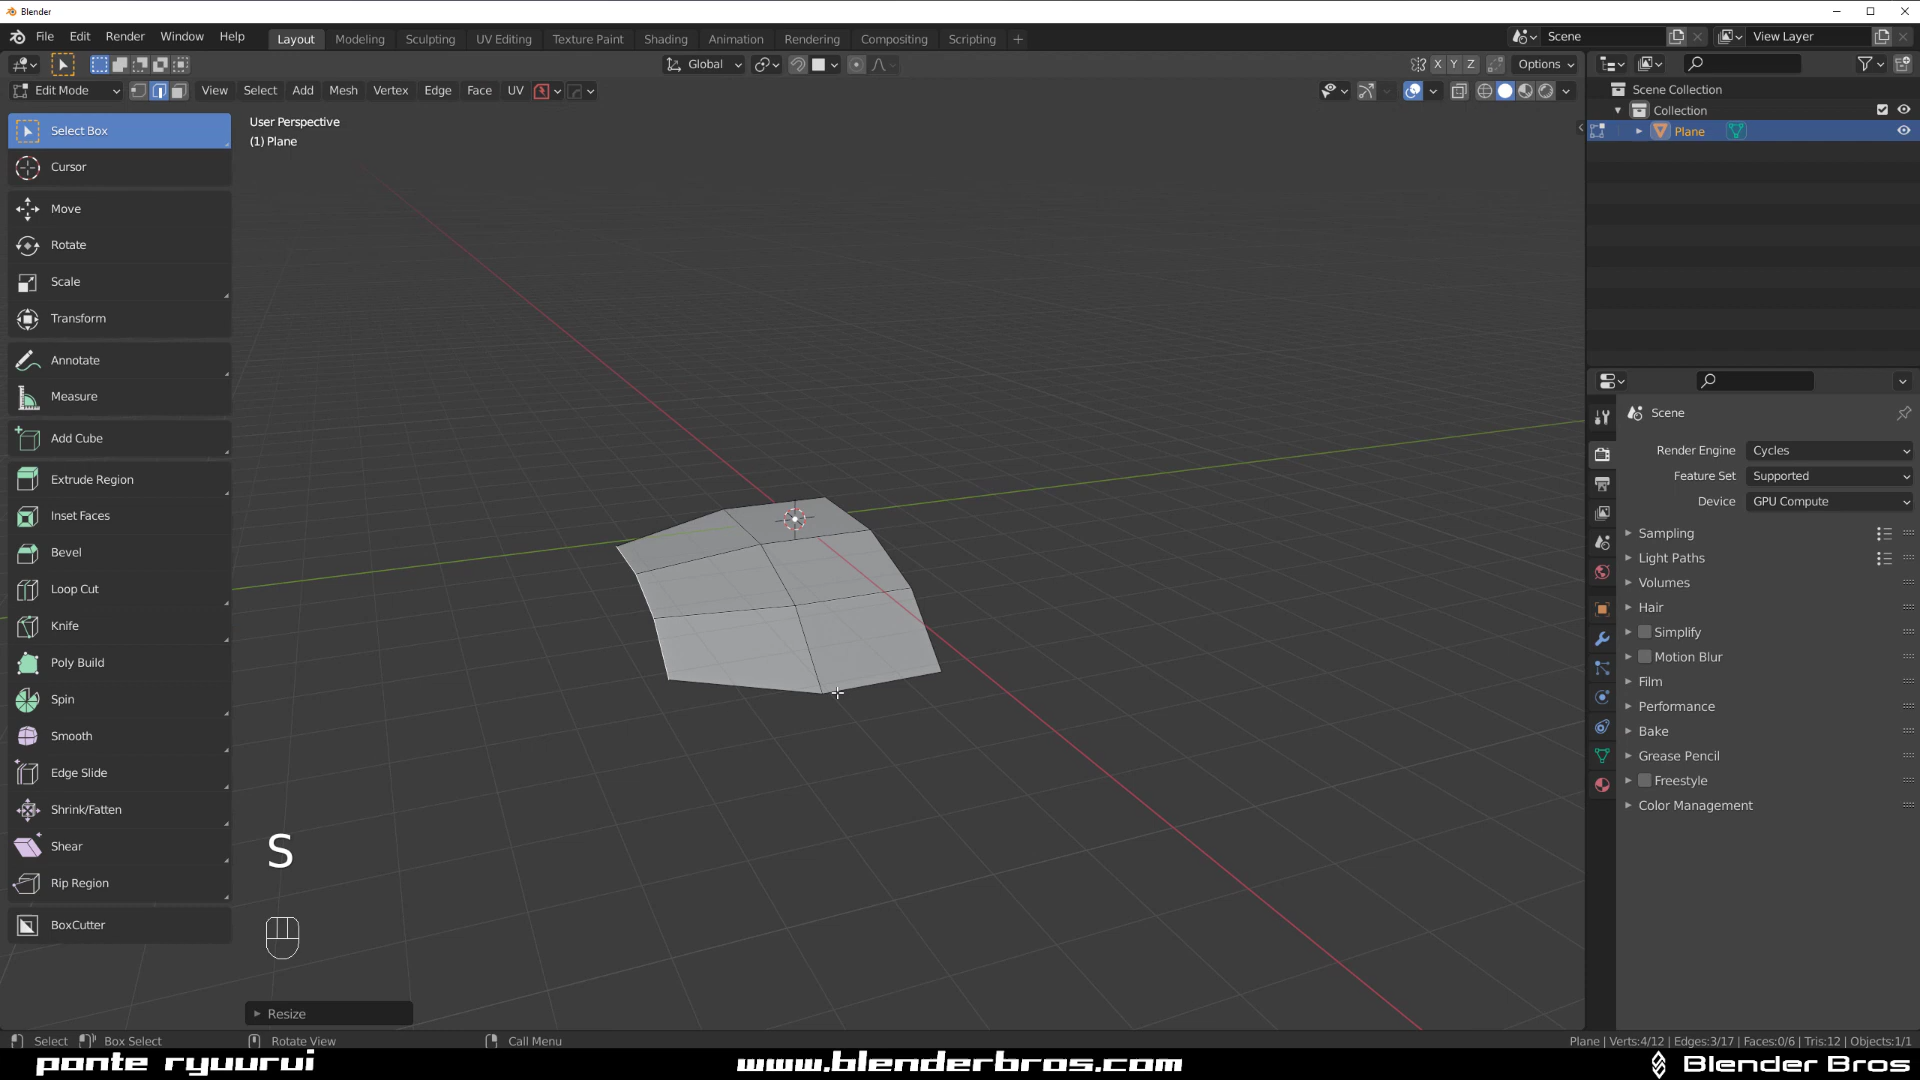 Blender
File Edit Render Window Help Layout Modeling Sculpting UV Editing Texture Paint Shading Animation Rendering Compositing Scripting + Scene View Layer
Global X Y Z Options
Edit Mode View Select Add Mesh Vertex Edge Face UV
User Perspective
(1) Plane
Select Box
Cursor
Move
Rotate
Scale
Transform
Annotate
Measure
Add Cube
Extrude Region
Inset Faces
Bevel
Loop Cut
Knife
Poly Build
Spin
Smooth
Edge Slide
Shrink/Fatten
Shear
Rip Region
BoxCutter
S
Resize
Scene Collection
Collection
Plane
Scene
Render Engine Cycles
Feature Set Supported
Device GPU Compute
Sampling
Light Paths
Volumes
Hair
Simplify
Motion Blur
Film
Performance
Bake
Grease Pencil
Freestyle
Color Management
Select Box Select Rotate View Call Menu Plane | Verts:4/12 | Edges:3/17 | Faces:0/6 | Tris:12 | Objects:1/1
ponte ryuurui www.blenderbros.com Blender Bros